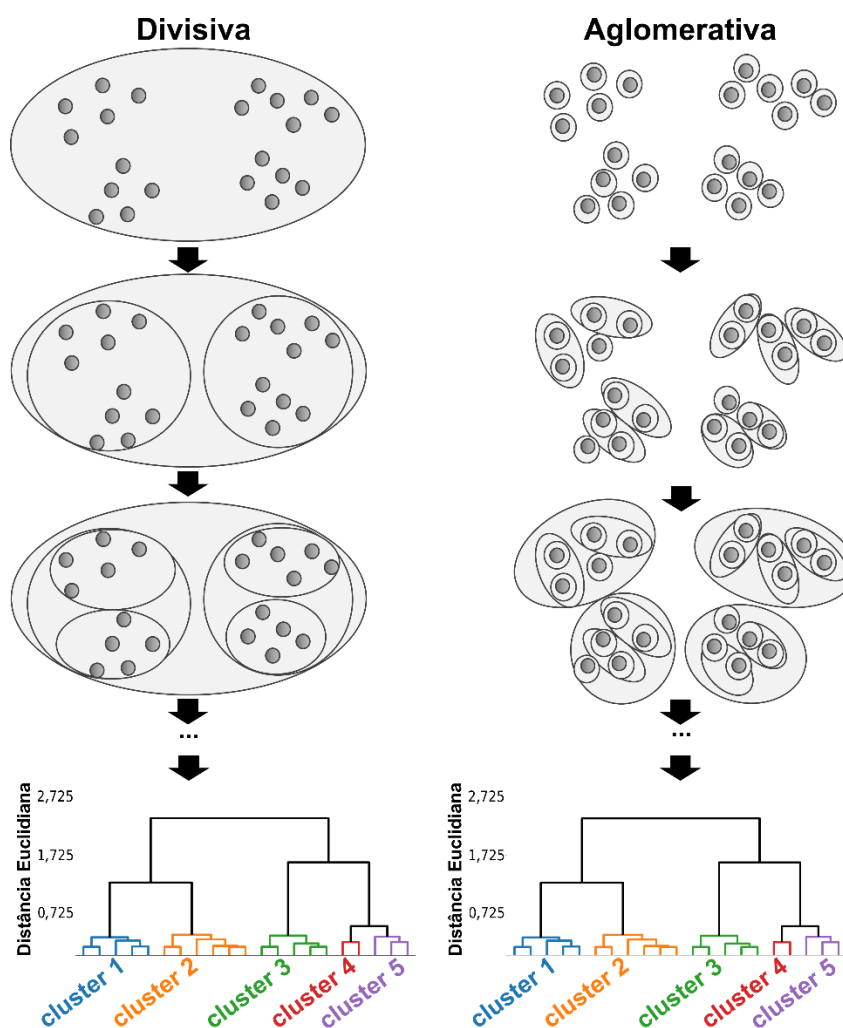 Divisiva
Aglomerativa
...
...
Distância Euclidiana
2,725
1,725
0,725
cluster 1
cluster 2
cluster 3
cluster 4
cluster 5
Distância Euclidiana
2,725
1,725
0,725
cluster 1
cluster 2
cluster 3
cluster 4
cluster 5